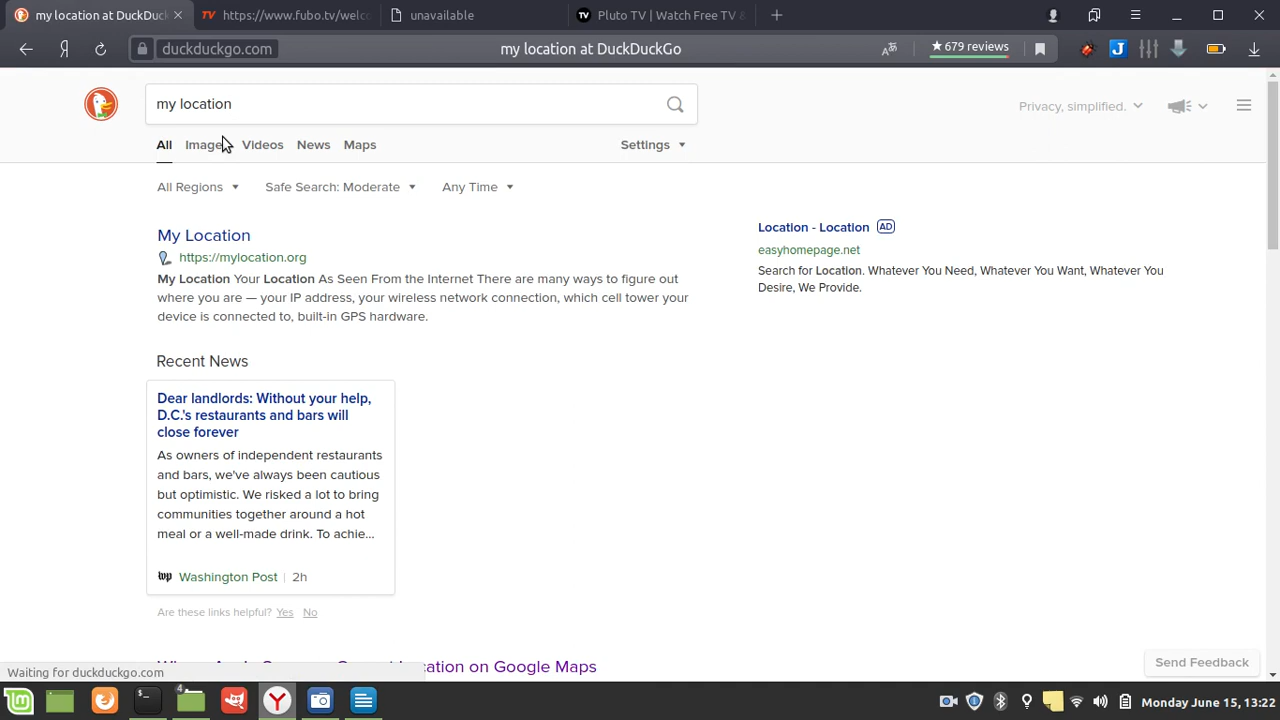 my location at DuckDuc
https://www.fubo.tv/welc
unavailable
Pluto TV | Watch Free TV &
duckduckgo.com
my location at DuckDuckGo
★ 679 reviews
my location
Privacy, simplified.
All
Images
Videos
News
Maps
Settings
All Regions
Safe Search: Moderate
Any Time
My Location
https://mylocation.org
My Location Your Location As Seen From the Internet There are many ways to figure out
where you are — your IP address, your wireless network connection, which cell tower your
device is connected to, built-in GPS hardware.
Location - Location AD
easyhomepage.net
Search for Location. Whatever You Need, Whatever You Want, Whatever You
Desire, We Provide.
Recent News
Dear landlords: Without your help,
D.C.'s restaurants and bars will
close forever
As owners of independent restaurants
and bars, we've always been cautious
but optimistic. We risked a lot to bring
communities together around a hot
meal or a well-made drink. To achie...
wp Washington Post | 2h
Are these links helpful? Yes No
Location on Google Maps
Send Feedback
Waiting for duckduckgo.com
4
Monday June 15, 13:22